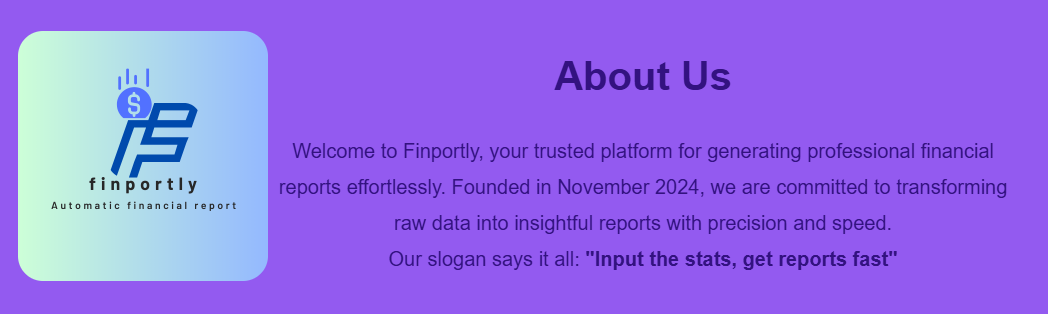 $
finportly
Automatic financial report
About Us
Welcome to Finportly, your trusted platform for generating professional financial
reports effortlessly. Founded in November 2024, we are committed to transforming
raw data into insightful reports with precision and speed.
Our slogan says it all: "Input the stats, get reports fast"